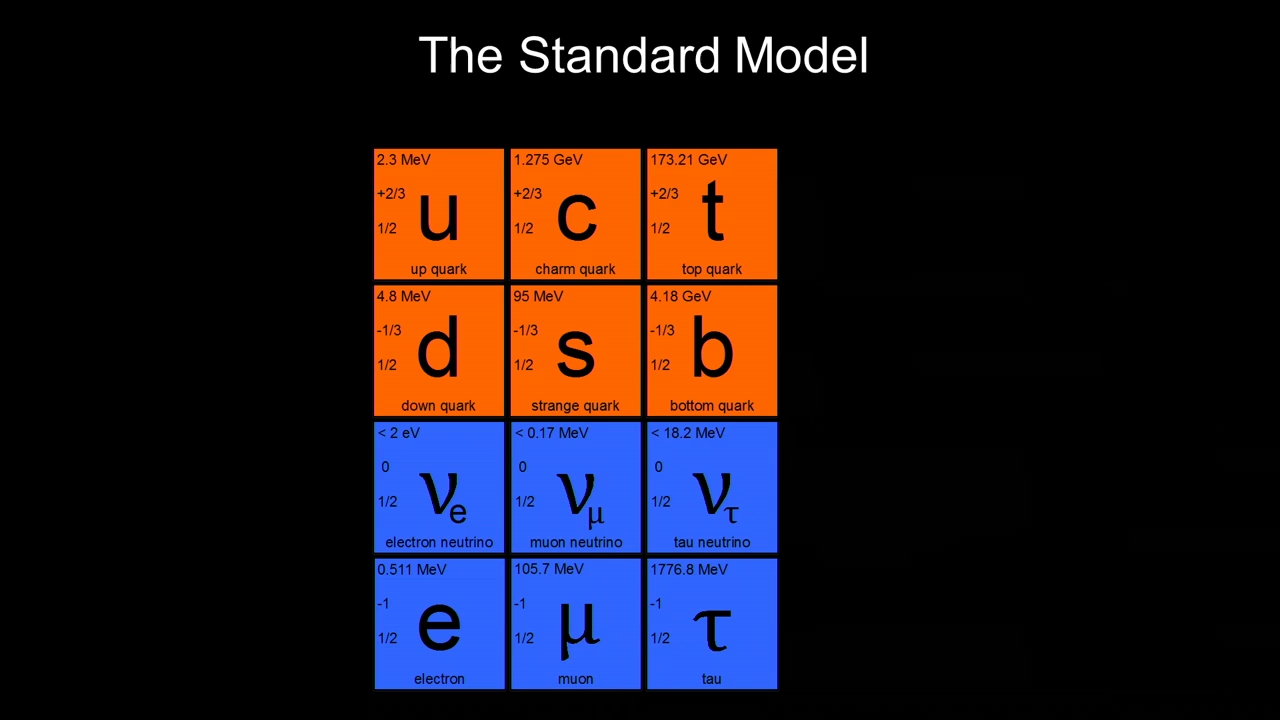 The Standard Model
2.3 MeV
+2/3
1/2
u
up quark
1.275 GeV
+2/3
1/2
c
charm quark
173.21 GeV
+2/3
1/2
t
top quark
4.8 MeV
-1/3
1/2
d
down quark
95 MeV
-1/3
1/2
s
strange quark
4.18 GeV
-1/3
1/2
b
bottom quark
< 2 eV
0
1/2
νe
electron neutrino
< 0.17 MeV
0
1/2
νμ
muon neutrino
< 18.2 MeV
0
1/2
ντ
tau neutrino
0.511 MeV
-1
1/2
e
electron
105.7 MeV
-1
1/2
μ
muon
1776.8 MeV
-1
1/2
τ
tau